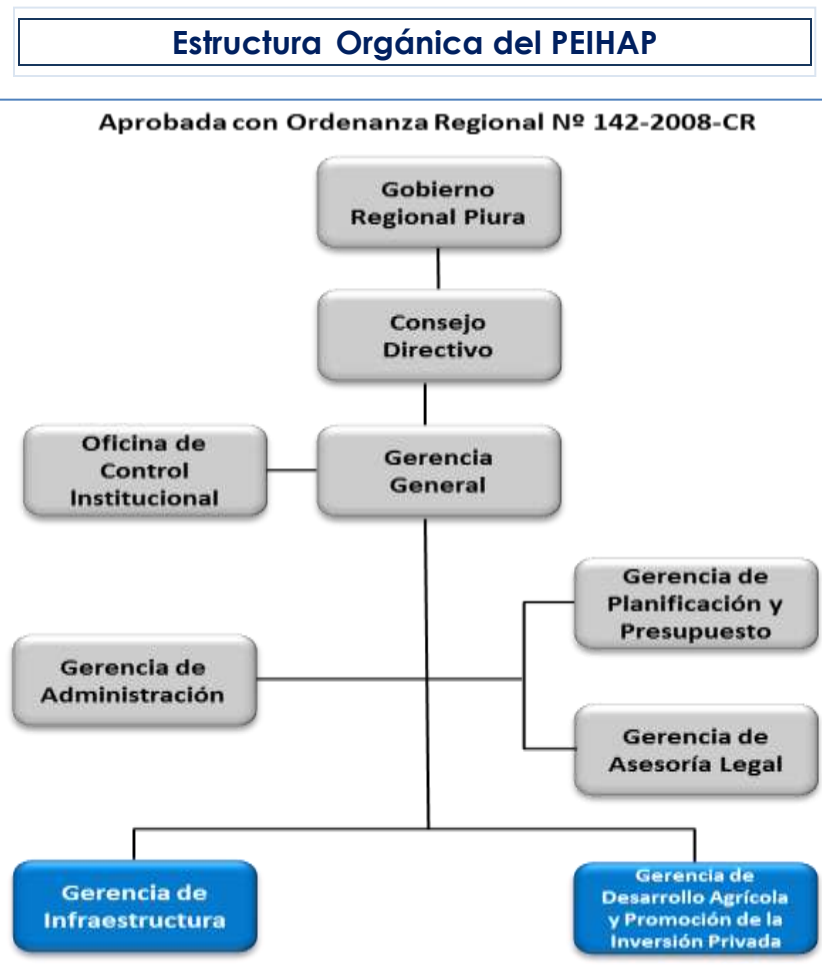 Estructura Orgánica del PEIHAP
Aprobada con Ordenanza Regional Nº 142-2008-CR
Gobierno
Regional Piura
Consejo
Directivo
Oficina de
Control
Institucional
Gerencia
General
Gerencia de
Planificación y
Presupuesto
Gerencia de
Administración
Gerencia de
Asesoría Legal
Gerencia de
Infraestructura
Gerencia de
Desarrollo Agrícola
y Promoción de la
Inversión Privada